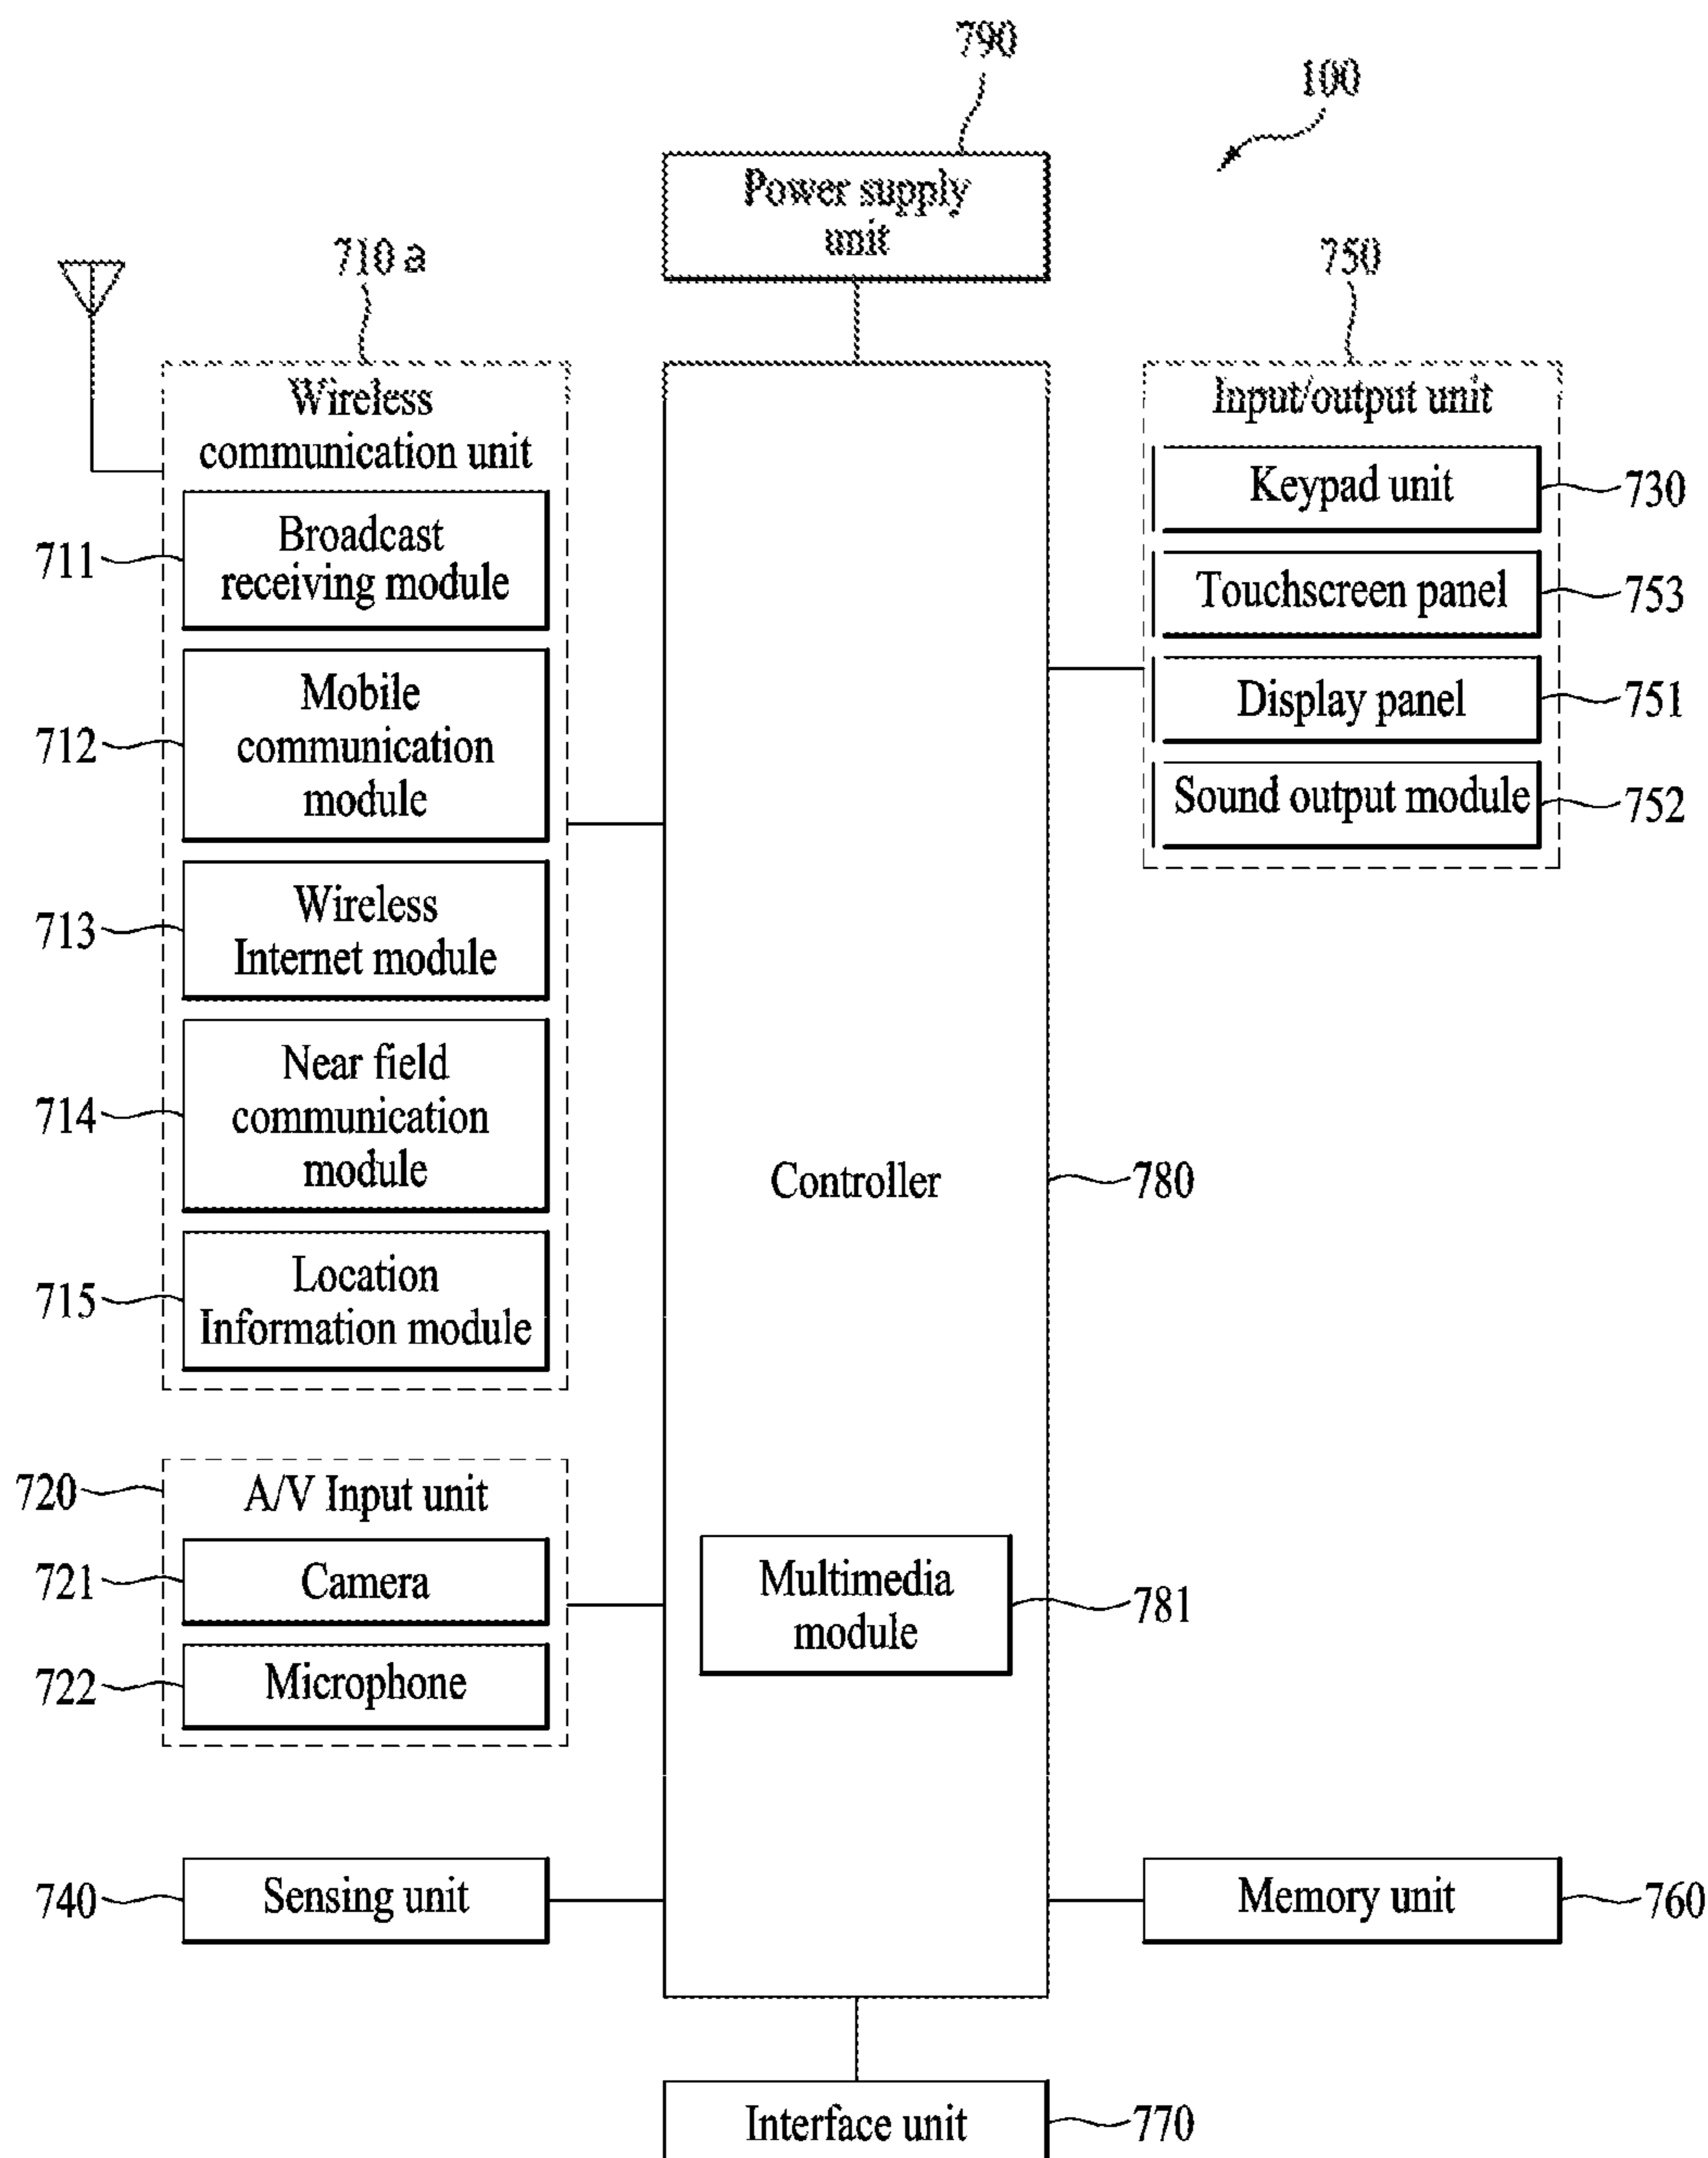 790
100
Power supply
unit
710a
750
Wireless
communication unit
711
Broadcast
receiving module
712
Mobile
communication
module
713
Wireless
Internet module
714
Near field
communication
module
715
Location
Information module
Input/output unit
Keypad unit
730
Touchscreen panel
753
Display panel
751
Sound output module
752
Controller
780
720
A/V Input unit
721
Camera
722
Microphone
Multimedia
module
781
740
Sensing unit
Memory unit
760
Interface unit
770